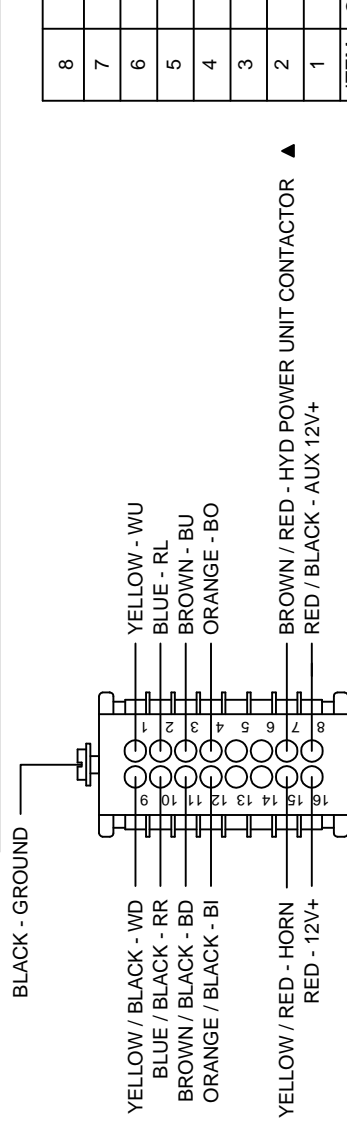 BLACK - GROUND
YELLOW / BLACK - WD
BLUE / BLACK - RR
BROWN / BLACK - BD
ORANGE / BLACK - BI
YELLOW / RED - HORN
RED - 12V+
9
10
11
12
13
14
15
16
1
2
3
4
5
6
7
8
YELLOW - WU
BLUE - RL
BROWN - BU
ORANGE - BO
BROWN / RED - HYD POWER UNIT CONTACTOR ▲
RED / BLACK - AUX 12V+
8
7
6
5
4
3
2
1